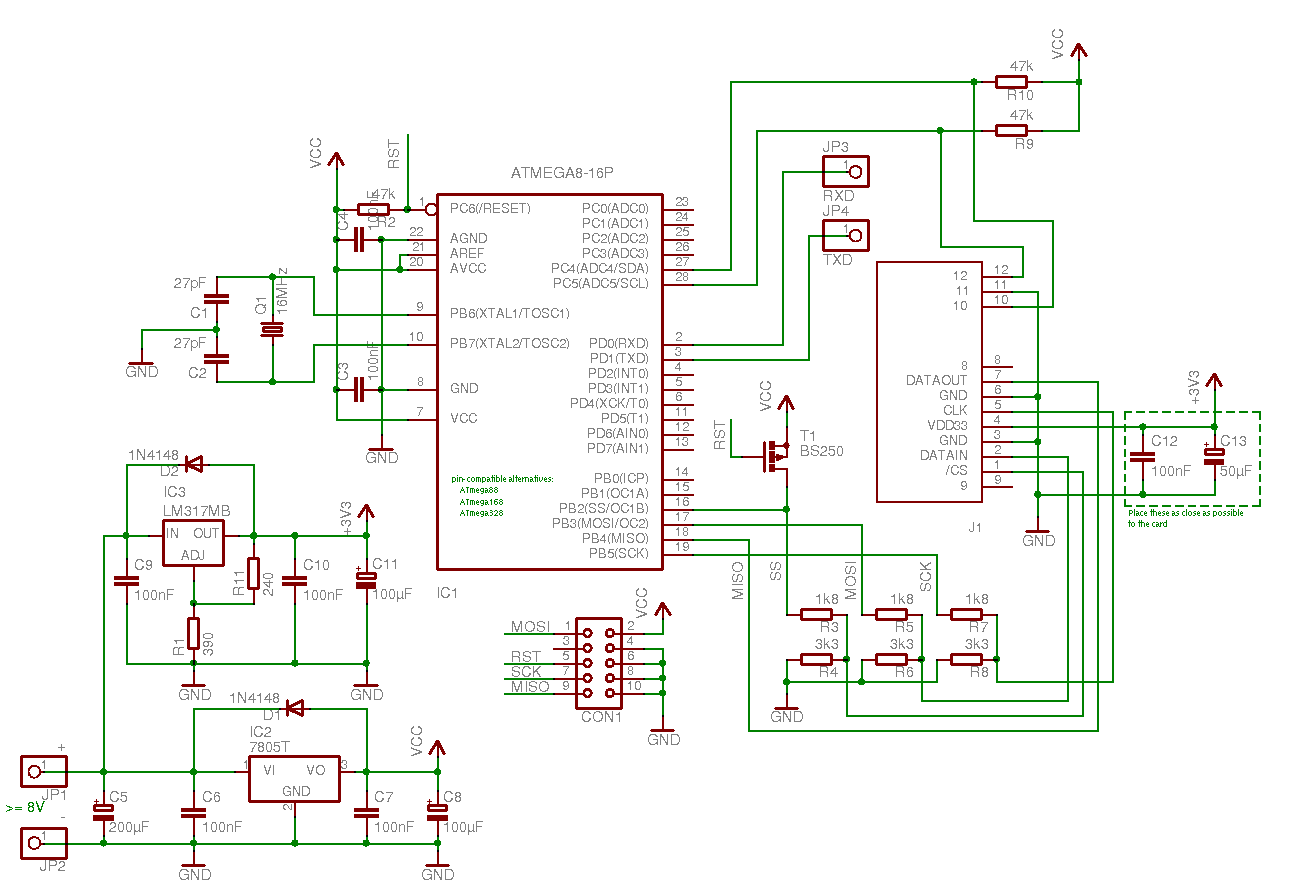 VCC
47k
R10
47k
R9
VCC
RST
ATMEGA8-16P
JP3
1
RXD
JP4
1
TXD
47k
R2
C4
100nF
1
PC6(/RESET)
22
AGND
21
AREF
20
AVCC
9
PB6(XTAL1/TOSC1)
10
PB7(XTAL2/TOSC2)
8
GND
7
VCC
PC0(ADC0)
23
PC1(ADC1)
24
PC2(ADC2)
25
PC3(ADC3)
26
PC4(ADC4/SDA)
27
PC5(ADC5/SCL)
28
PD0(RXD)
2
PD1(TXD)
3
PD2(INT0)
4
PD3(INT1)
5
PD4(XCK/T0)
6
PD5(T1)
11
PD6(AIN0)
12
PD7(AIN1)
13
PB0(ICP)
14
PB1(OC1A)
15
PB2(SS/OC1B)
16
PB3(MOSI/OC2)
17
PB4(MISO)
18
PB5(SCK)
19
pin-compatible alternatives:
ATmega88
ATmega168
ATmega328
IC1
27pF
C1
27pF
C2
Q1
16MHz
GND
C3
100nF
GND
12
12
11
11
10
10
8
8
DATAOUT
7
GND
6
CLK
5
VDD33
4
GND
3
DATAIN
2
/CS
1
9
9
J1
GND
+3V3
C12
100nF
C13
50µF
Place these as close as possible
to the card
VCC
RST
T1
BS250
MISO
SS
MOSI
SCK
1k8
R3
1k8
R5
1k8
R7
3k3
R4
3k3
R6
3k3
R8
GND
1N4148
D2
IC3
LM317MB
IN
OUT
ADJ
C9
100nF
R11
240
R1
390
C10
100nF
+3V3
C11
100µF
GND
GND
MOSI
RST
SCK
MISO
1
3
5
7
9
2
4
6
8
10
VCC
CON1
GND
1N4148
D1
IC2
7805T
1
VI
VO
3
GND
2
VCC
+
1
JP1
>= 8V
-
1
JP2
C5
200µF
C6
100nF
C7
100nF
C8
100µF
GND
GND